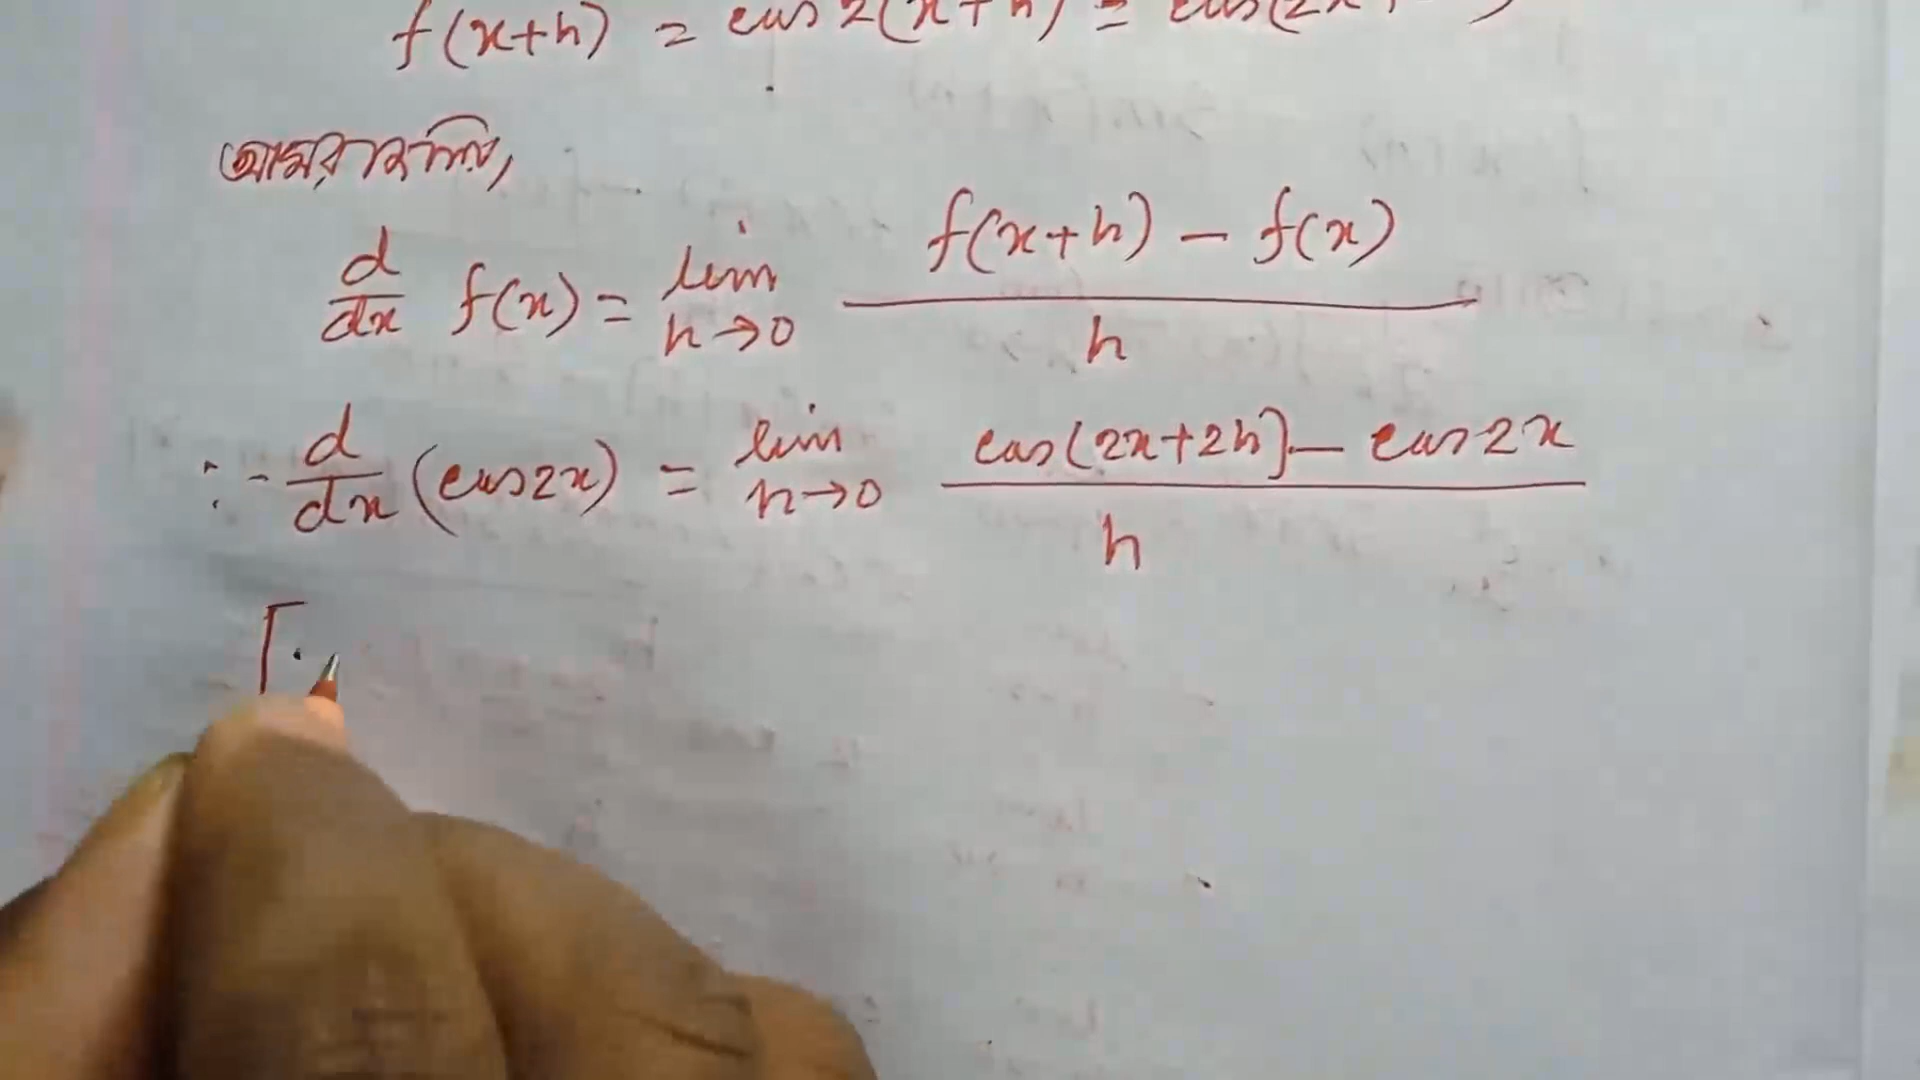 f(x+h) = cos 2(x+h) = cos(2x+
আমরা জানি,
d/dx f(x) = lim h→0 f(x+h) - f(x) / h
∴ d/dx (cos2x) = lim h→0 cos(2x+2h) - cos2x / h
[